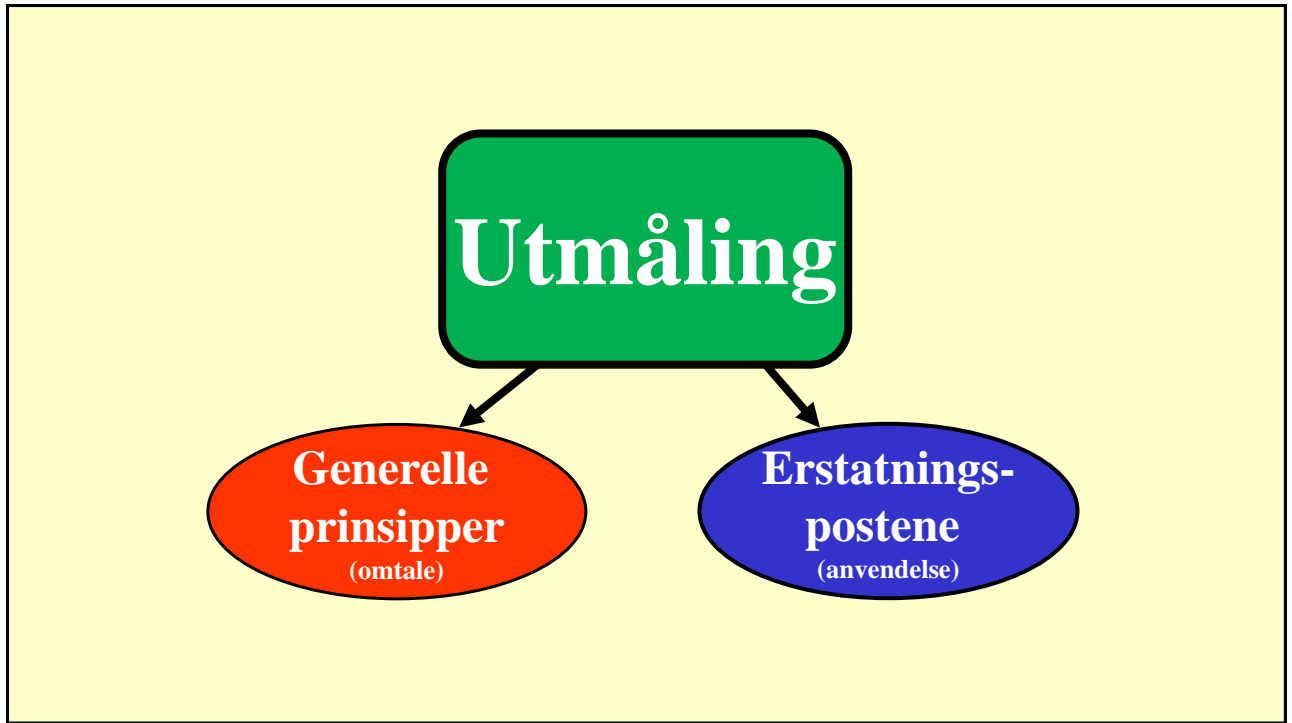 Utmåling
Generelle
prinsipper
(omtale)
Erstatnings-
postene
(anvendelse)